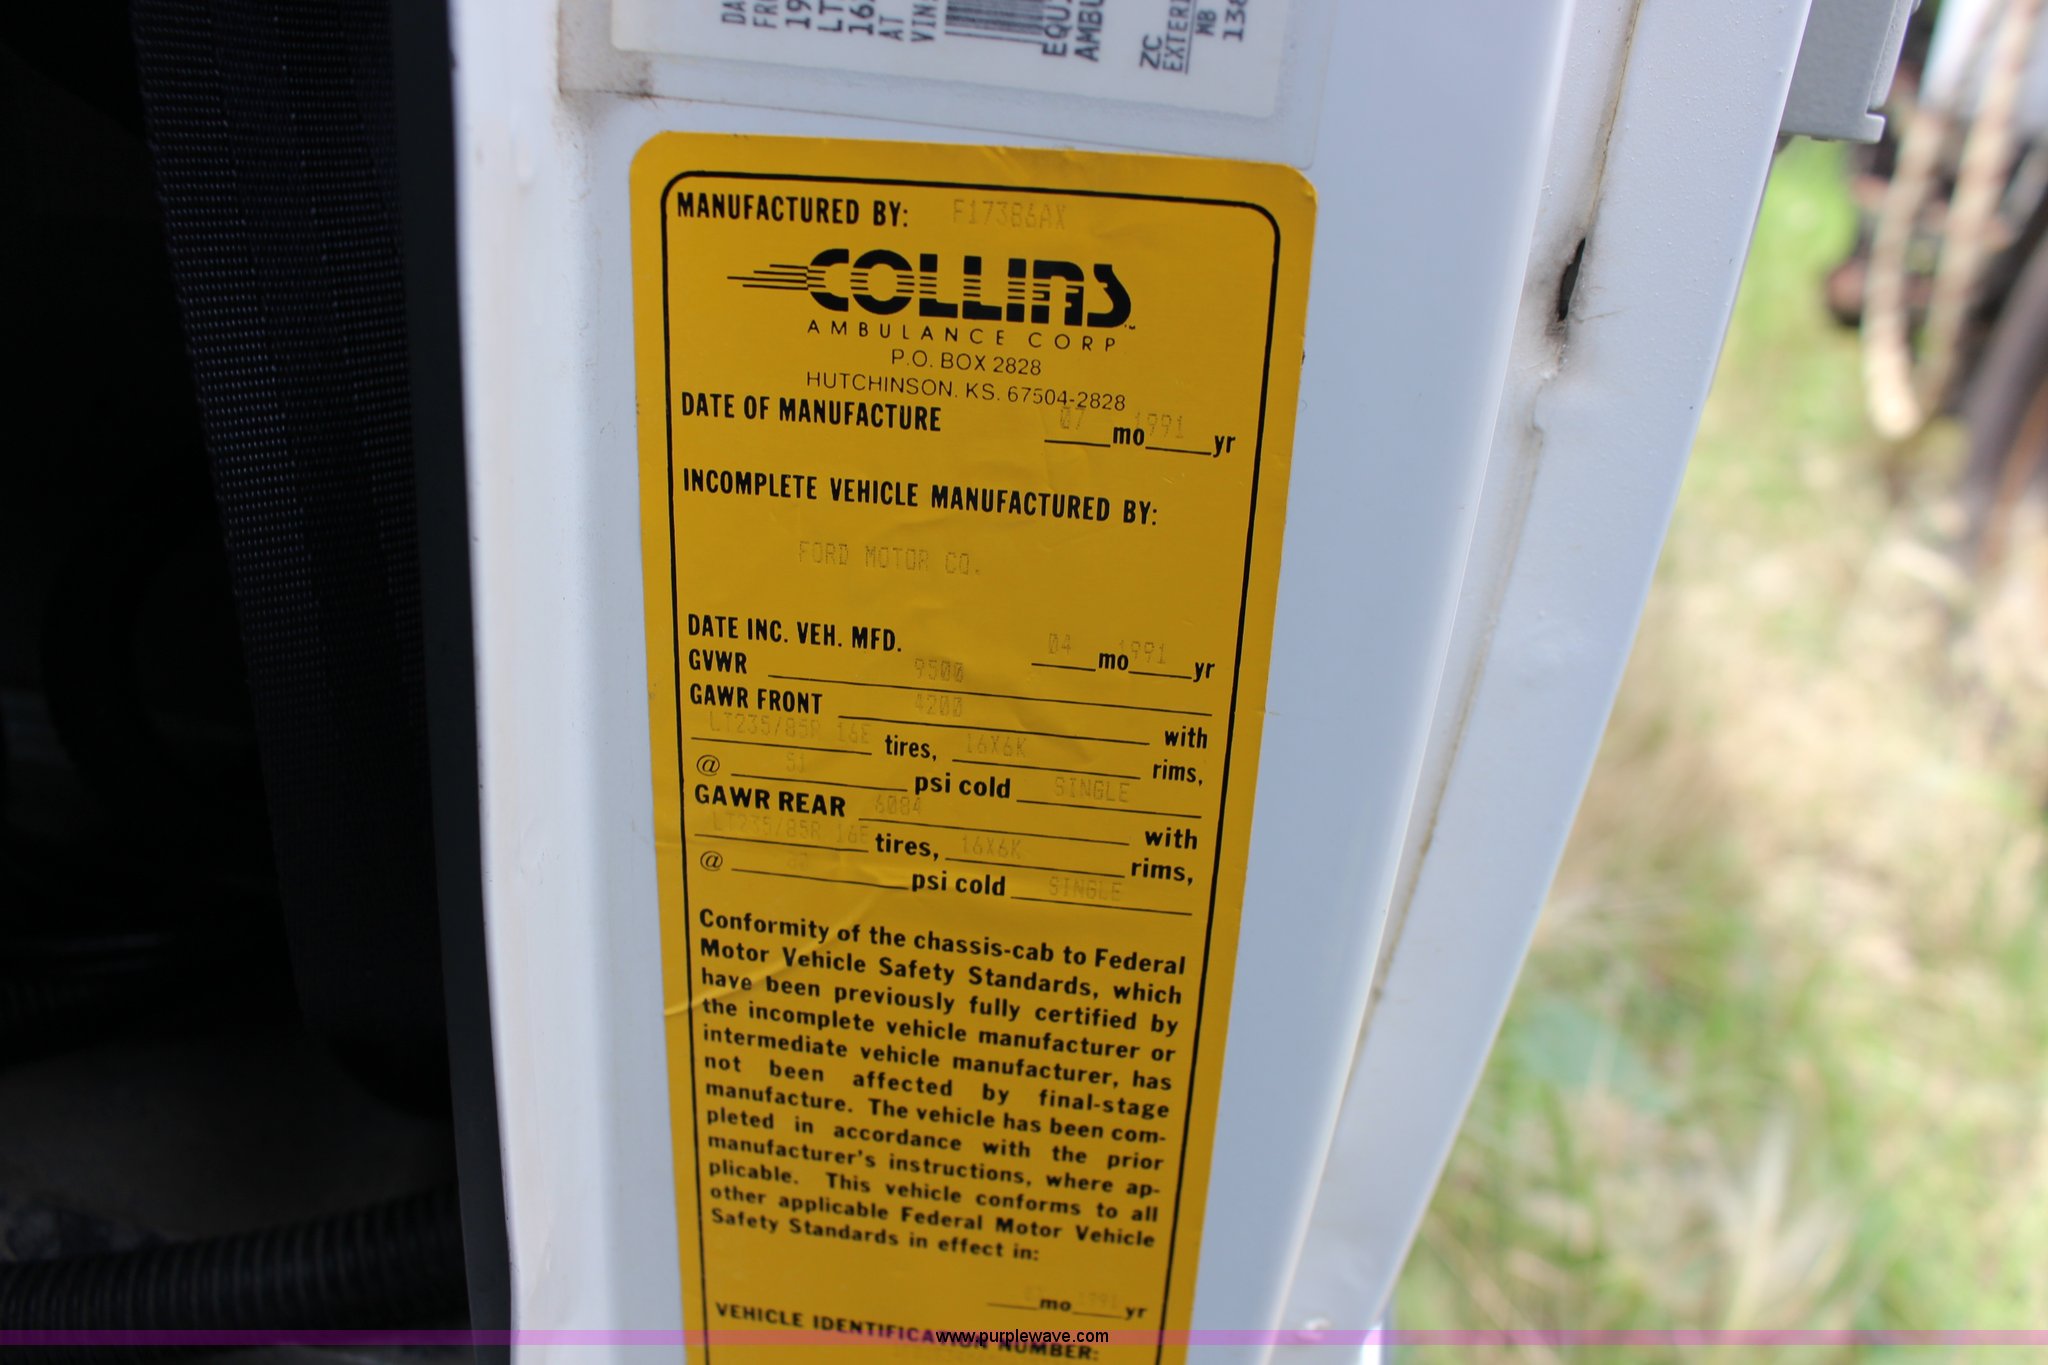 MANUFACTURED BY: F17386AX
COLLINS
AMBULANCE CORP
P.O. BOX 2828
HUTCHINSON, KS. 67504-2828
DATE OF MANUFACTURE 07 mo 1991 yr
INCOMPLETE VEHICLE MANUFACTURED BY:
FORD MOTOR CO.
DATE INC. VEH. MFD. 04 mo 1991 yr
GVWR 9500
GAWR FRONT 4200 with
LT235/85R 16E tires, 16X6K rims,
@ 51 psi cold SINGLE
GAWR REAR 6084 with
LT235/85R 16E tires, 16X6K rims,
@ 80 psi cold SINGLE
Conformity of the chassis-cab to Federal
Motor Vehicle Safety Standards, which
have been previously fully certified by
the incomplete vehicle manufacturer or
intermediate vehicle manufacturer, has
not been affected by final-stage
manufacture. The vehicle has been com-
pleted in accordance with the prior
manufacturer's instructions, where ap-
plicable. This vehicle conforms to all
other applicable Federal Motor Vehicle
Safety Standards in effect in:
mo 1991 yr
VEHICLE IDENTIFICATION NUMBER:
www.purplewave.com
ZC